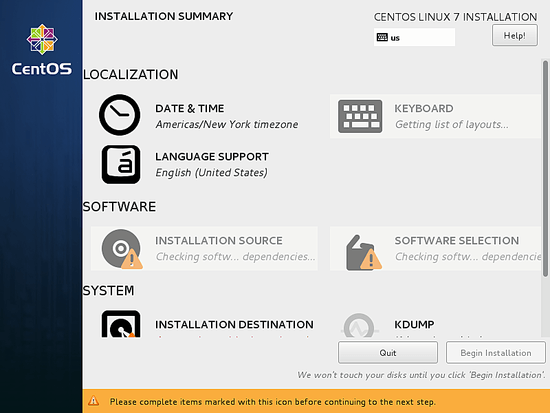 INSTALLATION SUMMARY
CENTOS LINUX 7 INSTALLATION
us
Help!
CentOS
LOCALIZATION
DATE & TIME
Americas/New York timezone
KEYBOARD
Getting list of layouts...
LANGUAGE SUPPORT
English (United States)
SOFTWARE
INSTALLATION SOURCE
Checking softw... dependencies...
SOFTWARE SELECTION
Checking softw... dependencie
SYSTEM
INSTALLATION DESTINATION
KDUMP
Quit
Begin Installation
We won't touch your disks until you click 'Begin Installation'.
Please complete items marked with this icon before continuing to the next step.